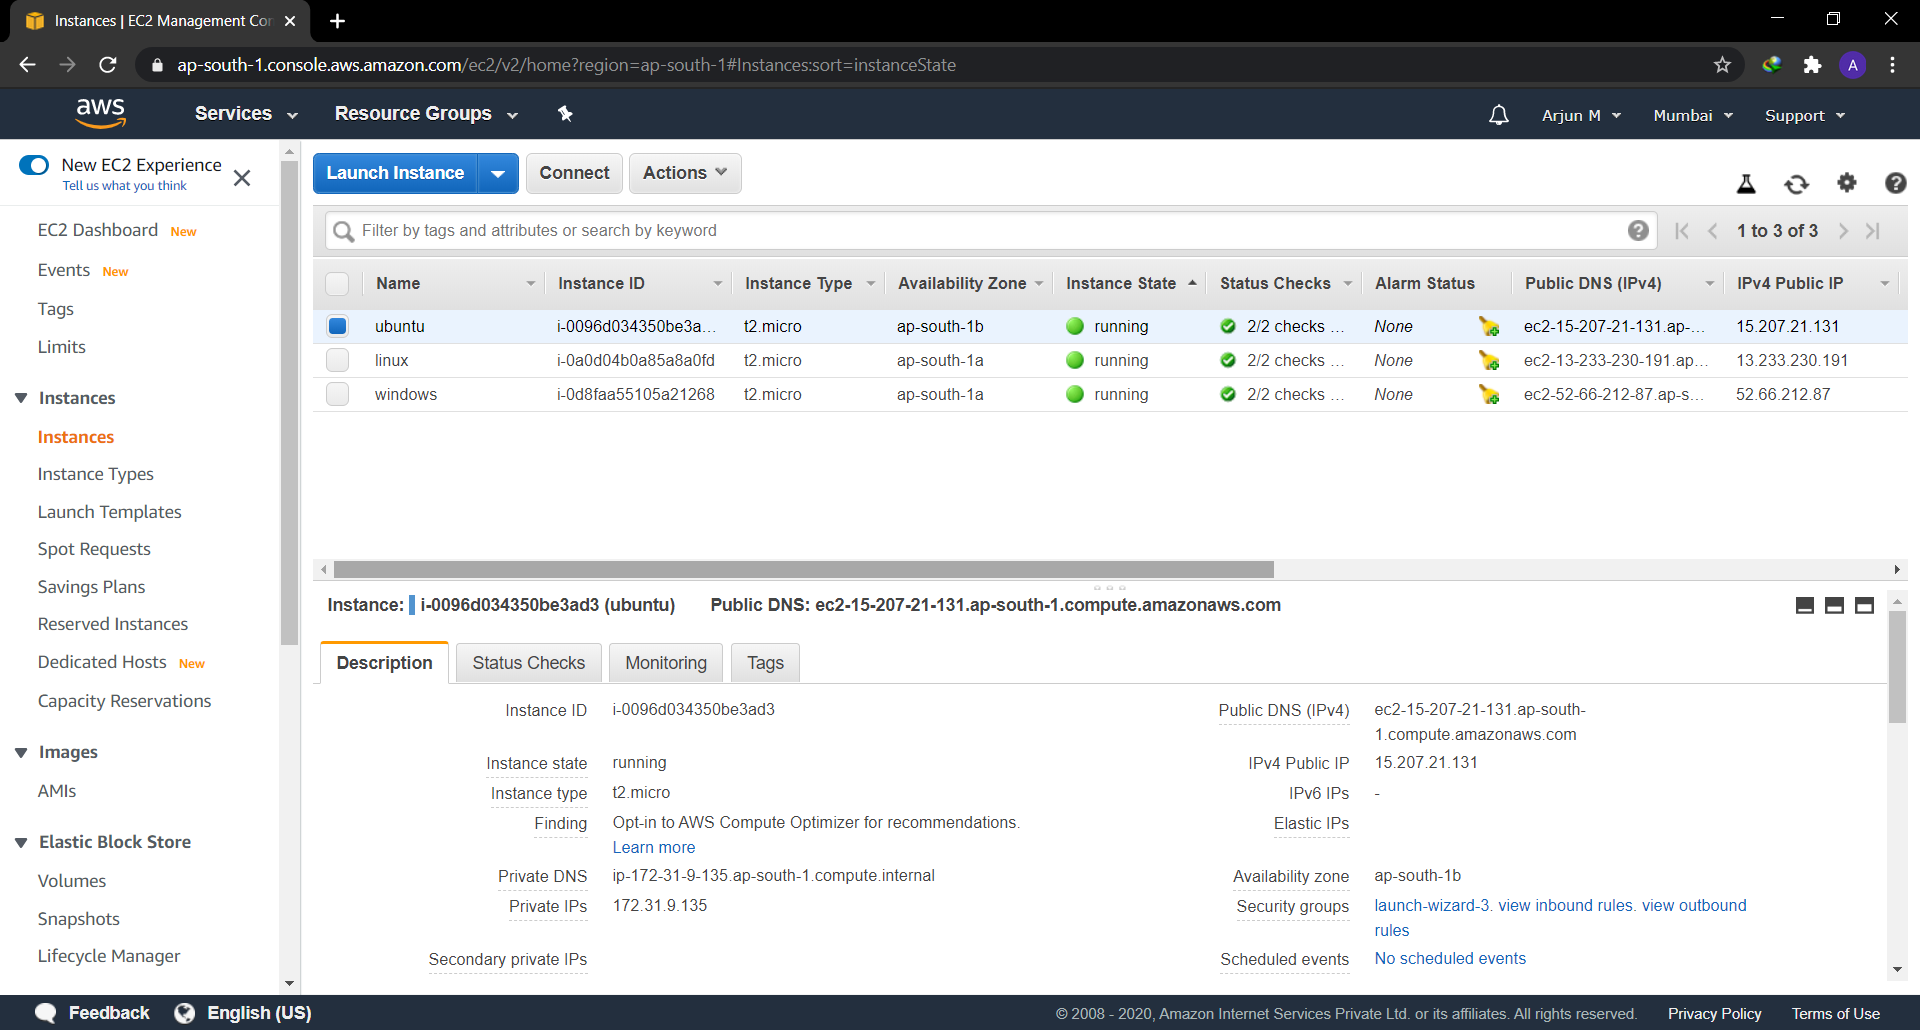 Instances | EC2 Management Con
ap-south-1.console.aws.amazon.com/ec2/v2/home?region=ap-south-1#Instances:sort=instanceState
A
aws
Services
Resource Groups
Arjun M
Mumbai
Support
New EC2 Experience
Tell us what you think
EC2 Dashboard New
Events New
Tags
Limits
Instances
Instances
Instance Types
Launch Templates
Spot Requests
Savings Plans
Reserved Instances
Dedicated Hosts New
Capacity Reservations
Images
AMIs
Elastic Block Store
Volumes
Snapshots
Lifecycle Manager
Launch Instance Connect Actions
Filter by tags and attributes or search by keyword
1 to 3 of 3
Name Instance ID Instance Type Availability Zone Instance State Status Checks Alarm Status Public DNS (IPv4) IPv4 Public IP
ubuntu i-0096d034350be3a... t2.micro ap-south-1b running 2/2 checks ... None ec2-15-207-21-131.ap-... 15.207.21.131
linux i-0a0d04b0a85a8a0fd t2.micro ap-south-1a running 2/2 checks ... None ec2-13-233-230-191.ap... 13.233.230.191
windows i-0d8faa55105a21268 t2.micro ap-south-1a running 2/2 checks ... None ec2-52-66-212-87.ap-s... 52.66.212.87
Instance: i-0096d034350be3ad3 (ubuntu) Public DNS: ec2-15-207-21-131.ap-south-1.compute.amazonaws.com
Description Status Checks Monitoring Tags
Instance ID i-0096d034350be3ad3
Instance state running
Instance type t2.micro
Finding Opt-in to AWS Compute Optimizer for recommendations.
Learn more
Private DNS ip-172-31-9-135.ap-south-1.compute.internal
Private IPs 172.31.9.135
Secondary private IPs
Public DNS (IPv4) ec2-15-207-21-131.ap-south-
1.compute.amazonaws.com
IPv4 Public IP 15.207.21.131
IPv6 IPs -
Elastic IPs
Availability zone ap-south-1b
Security groups launch-wizard-3. view inbound rules. view outbound
rules
Scheduled events No scheduled events
Feedback
English (US)
© 2008 - 2020, Amazon Internet Services Private Ltd. or its affiliates. All rights reserved.
Privacy Policy
Terms of Use